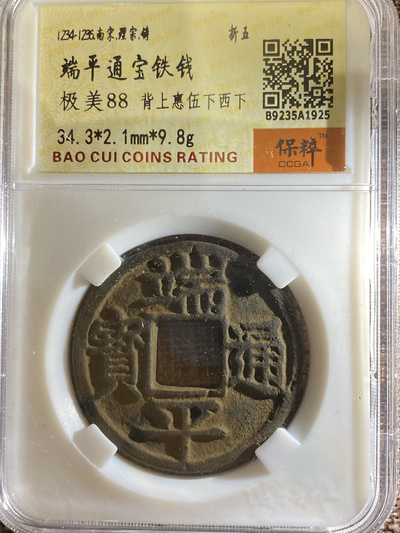 1234-1236.南宋.理宗.铸 折五
端平通宝铁钱
极美88 背上惠伍下西下
34.3*2.1mm*9.8g
BAO CUI COINS RATING
B9235A1925
保粹™
CCGA
端
寶 通
平